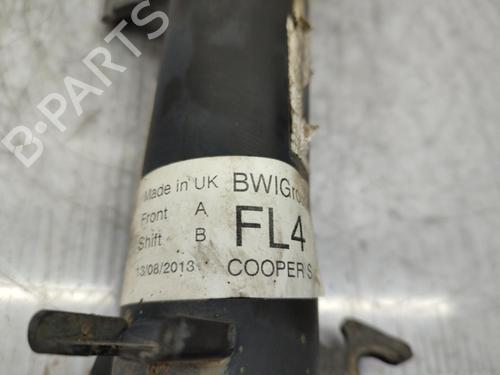 B-PARTS
Made in UK BWIGro
Front A
Shift B FL4
13/08/2013 COOPER S